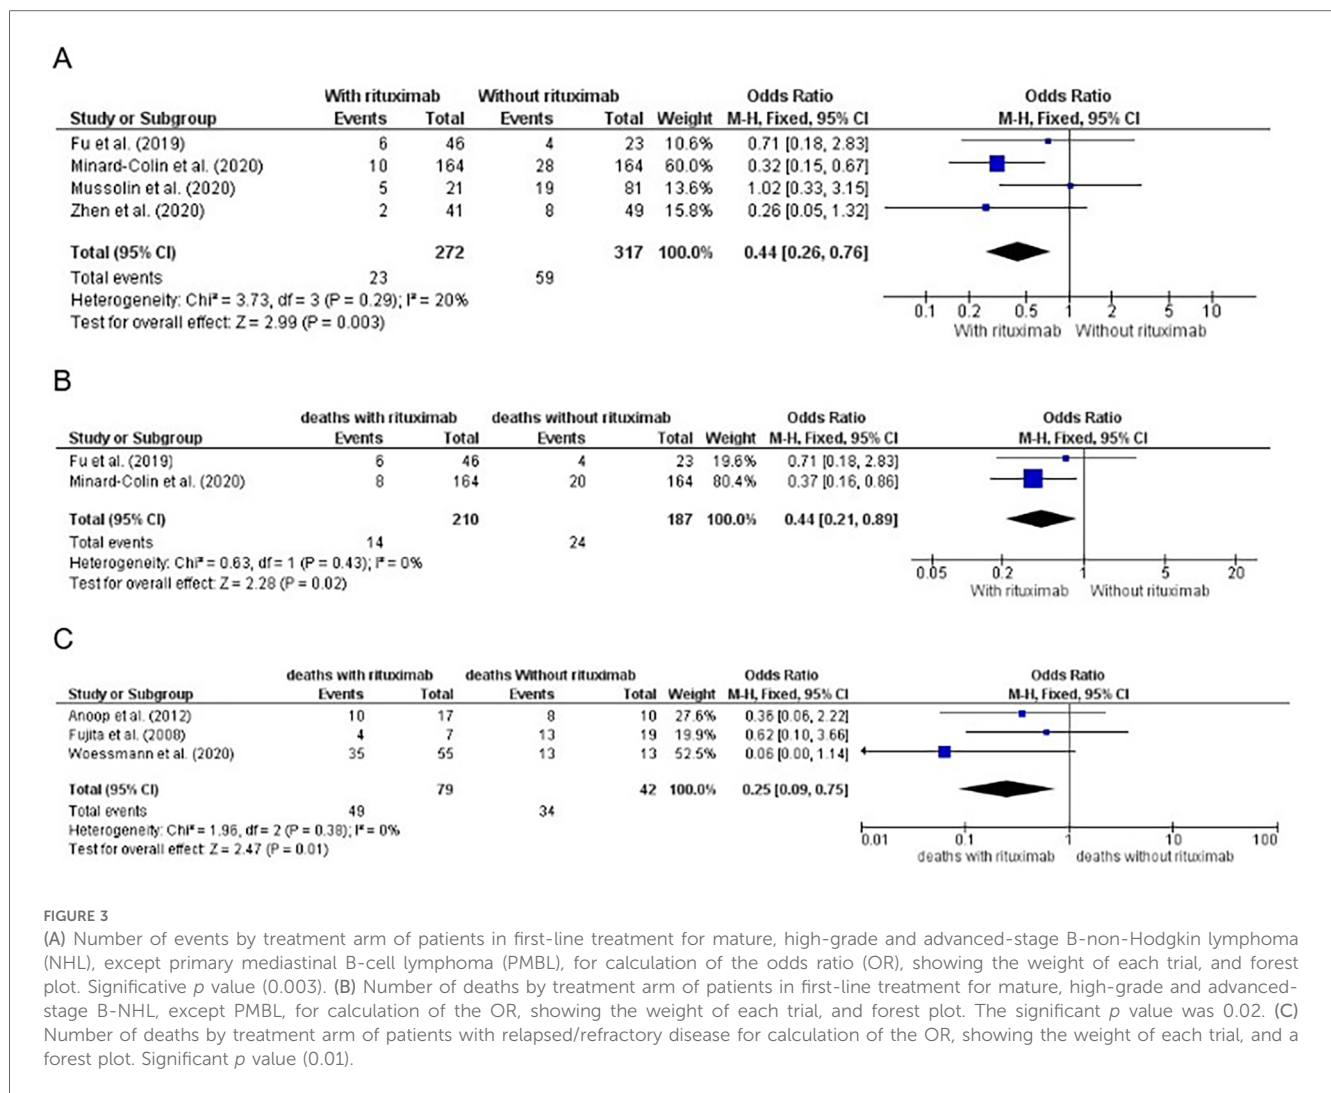 A
With rituximab Without rituximab Odds Ratio Odds Ratio
Study or Subgroup Events Total Events Total Weight M-H, Fixed, 95% CI M-H, Fixed, 95% CI
Fu et al. (2019) 6 46 4 23 10.6% 0.71 [0.18, 2.83]
Minard-Colin et al. (2020) 10 164 28 164 60.0% 0.32 [0.15, 0.67]
Mussolin et al. (2020) 5 21 19 81 13.6% 1.02 [0.33, 3.15]
Zhen et al. (2020) 2 41 8 49 15.8% 0.26 [0.05, 1.32]
Total (95% CI) 272 317 100.0% 0.44 [0.26, 0.76]
Total events 23 59
Heterogeneity: Chi² = 3.73, df = 3 (P = 0.29); I² = 20%
Test for overall effect: Z = 2.99 (P = 0.003)
0.1 0.2 0.5 1 2 5 10
With rituximab Without rituximab
B
deaths with rituximab deaths without rituximab Odds Ratio Odds Ratio
Study or Subgroup Events Total Events Total Weight M-H, Fixed, 95% CI M-H, Fixed, 95% CI
Fu et al. (2019) 6 46 4 23 19.6% 0.71 [0.18, 2.83]
Minard-Colin et al. (2020) 8 164 20 164 80.4% 0.37 [0.16, 0.86]
Total (95% CI) 210 187 100.0% 0.44 [0.21, 0.89]
Total events 14 24
Heterogeneity: Chi² = 0.63, df = 1 (P = 0.43); I² = 0%
Test for overall effect: Z = 2.28 (P = 0.02)
0.05 0.2 1 5 20
With rituximab Without rituximab
C
deaths with rituximab deaths Without rituximab Odds Ratio Odds Ratio
Study or Subgroup Events Total Events Total Weight M-H, Fixed, 95% CI M-H, Fixed, 95% CI
Anoop et al. (2012) 10 17 8 10 27.6% 0.36 [0.06, 2.22]
Fujita et al. (2008) 4 7 13 19 19.9% 0.62 [0.10, 3.66]
Woessmann et al. (2020) 35 55 13 13 52.5% 0.06 [0.00, 1.14]
Total (95% CI) 79 42 100.0% 0.25 [0.09, 0.75]
Total events 49 34
Heterogeneity: Chi² = 1.96, df = 2 (P = 0.38); I² = 0%
Test for overall effect: Z = 2.47 (P = 0.01)
0.01 0.1 1 10 100
deaths with rituximab deaths without rituximab
FIGURE 3
(A) Number of events by treatment arm of patients in first-line treatment for mature, high-grade and advanced-stage B-non-Hodgkin lymphoma
(NHL), except primary mediastinal B-cell lymphoma (PMBL), for calculation of the odds ratio (OR), showing the weight of each trial, and forest
plot. Significative p value (0.003). (B) Number of deaths by treatment arm of patients in first-line treatment for mature, high-grade and advanced-
stage B-NHL, except PMBL, for calculation of the OR, showing the weight of each trial, and forest plot. The significant p value was 0.02. (C)
Number of deaths by treatment arm of patients with relapsed/refractory disease for calculation of the OR, showing the weight of each trial, and a
forest plot. Significant p value (0.01).